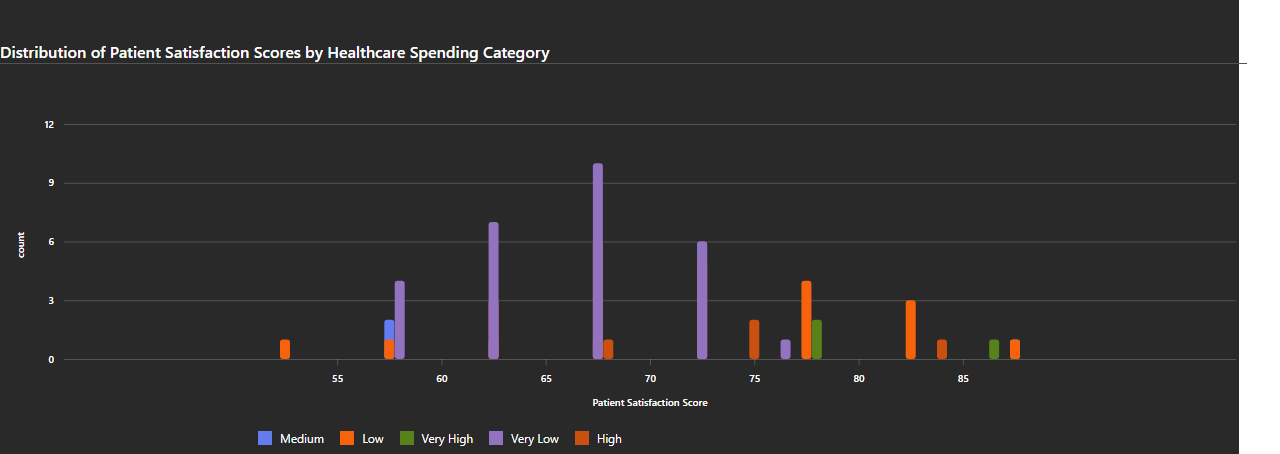 Distribution of Patient Satisfaction Scores by Healthcare Spending Category
12
9
6
3
0
count
55 60 65 70 75 80 85
Patient Satisfaction Score
Medium Low Very High Very Low High